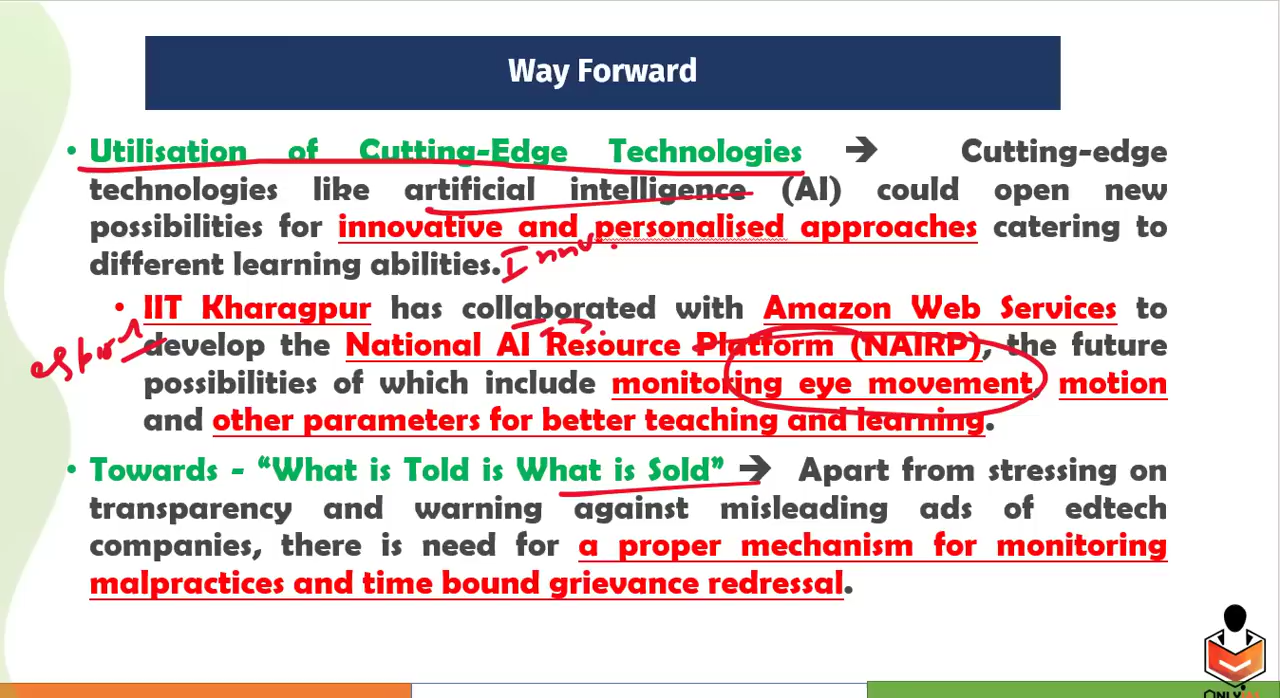 Way Forward
• Utilisation of Cutting-Edge Technologies → Cutting-edge
technologies like artificial intelligence (AI) could open new
possibilities for innovative and personalised approaches catering to
different learning abilities.
• IIT Kharagpur has collaborated with Amazon Web Services to
develop the National AI Resource Platform (NAIRP), the future
possibilities of which include monitoring eye movement, motion
and other parameters for better teaching and learning.
• Towards - “What is Told is What is Sold” → Apart from stressing on
transparency and warning against misleading ads of edtech
companies, there is need for a proper mechanism for monitoring
malpractices and time bound grievance redressal.